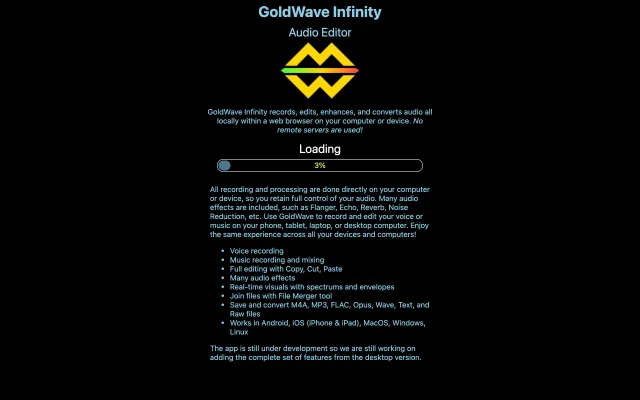 GoldWave Infinity
Audio Editor
GoldWave Infinity records, edits, enhances, and converts audio all
locally within a web browser on your computer or device. No
remote servers are used!
Loading
3%
All recording and processing are done directly on your computer
or device, so you retain full control of your audio. Many audio
effects are included, such as Flanger, Echo, Reverb, Noise
Reduction, etc. Use GoldWave to record and edit your voice or
music on your phone, tablet, laptop, or desktop computer. Enjoy
the same experience across all your devices and computers!
• Voice recording
• Music recording and mixing
• Full editing with Copy, Cut, Paste
• Many audio effects
• Real-time visuals with spectrums and envelopes
• Join files with File Merger tool
• Save and convert M4A, MP3, FLAC, Opus, Wave, Text, and
Raw files
• Works in Android, iOS (iPhone & iPad), MacOS, Windows,
Linux
The app is still under development so we are still working on
adding the complete set of features from the desktop version.